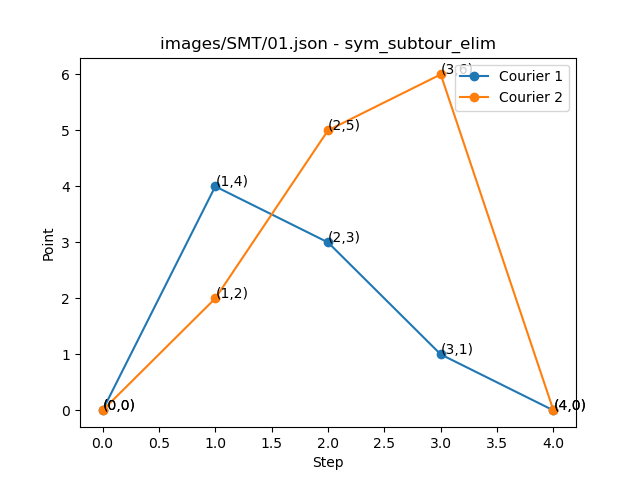 images/SMT/01.json - sym_subtour_elim
6
(3,6)
Courier 1
Courier 2
5
(2,5)
4
(1,4)
Point
3
(2,3)
2
(1,2)
1
(3,1)
0
(0,0)
(4,0)
0.0 0.5 1.0 1.5 2.0 2.5 3.0 3.5 4.0
Step